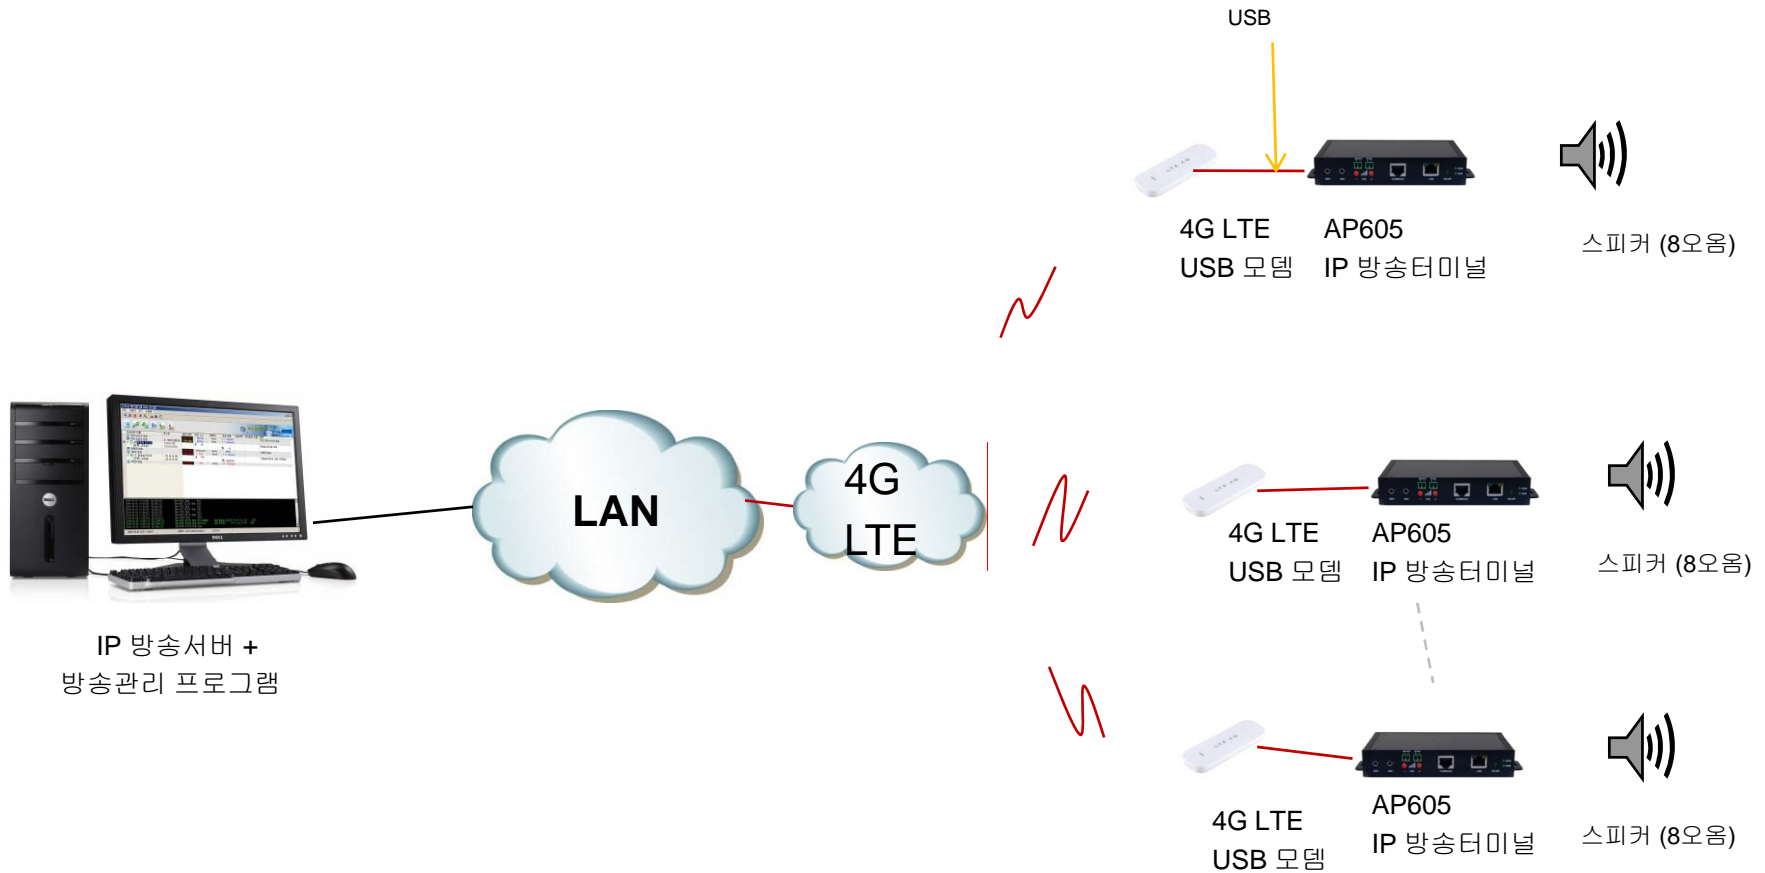 USB
4G LTE
USB 모뎀
AP605
IP 방송터미널
스피커 (8오옴)
LAN
4G
LTE
4G LTE
USB 모뎀
AP605
IP 방송터미널
스피커 (8오옴)
IP 방송서버 +
방송관리 프로그램
4G LTE
USB 모뎀
AP605
IP 방송터미널
스피커 (8오옴)